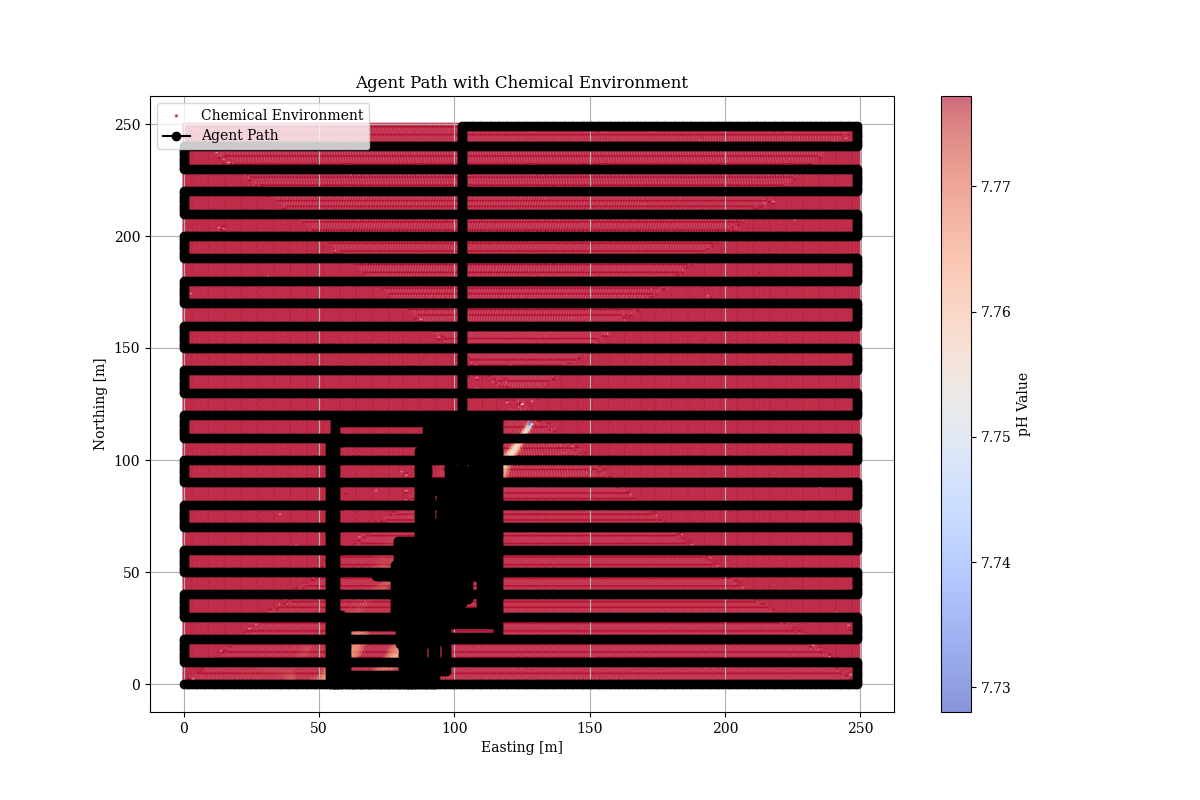 Agent Path with Chemical Environment
Chemical Environment
Agent Path
250
200
150
100
50
0
Northing [m]
0
50
100
150
200
250
Easting [m]
7.77
7.76
7.75
7.74
7.73
pH Value